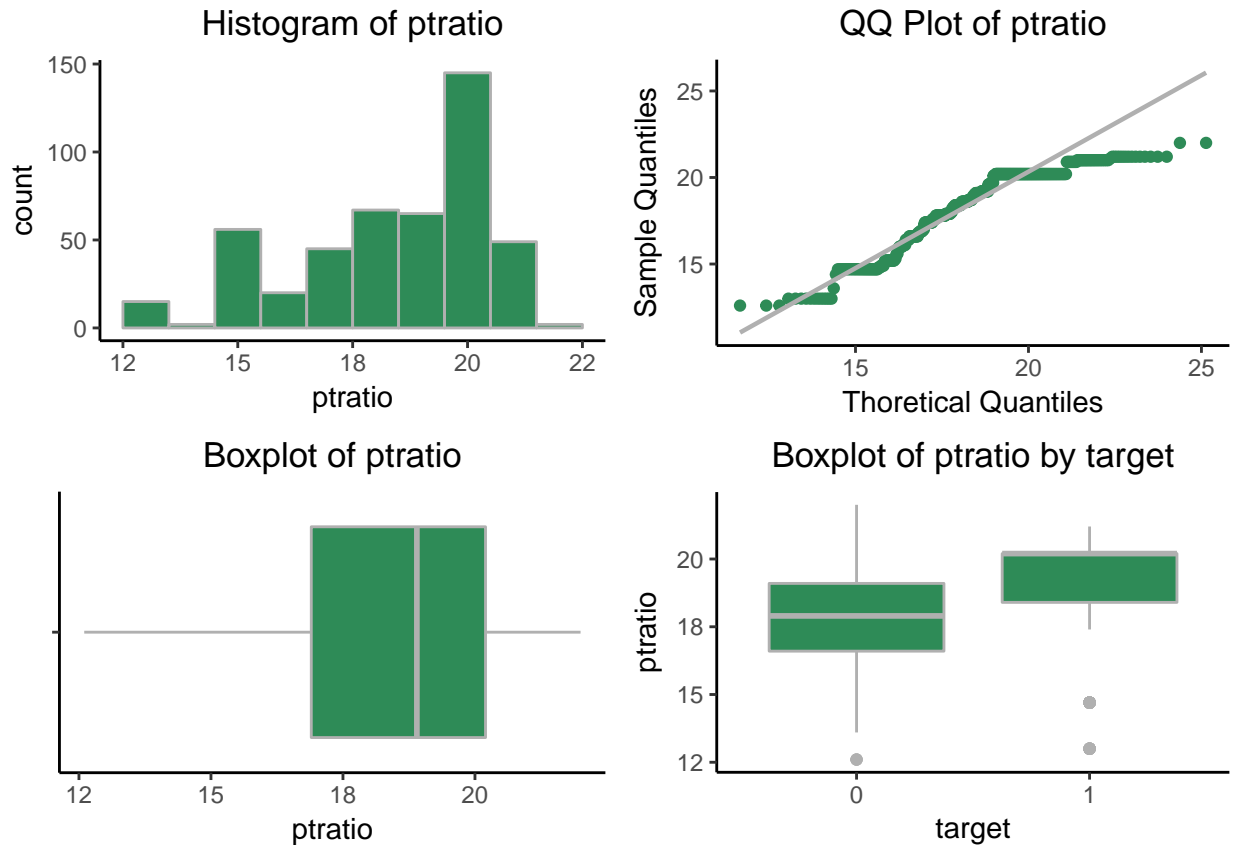 Histogram of ptratio
150
100
50
0
count
12 15 18 20 22
ptratio
QQ Plot of ptratio
25
20
15
Sample Quantiles
15 20 25
Thoretical Quantiles
Boxplot of ptratio
12 15 18 20
ptratio
Boxplot of ptratio by target
20
18
15
12
ptratio
0 1
target